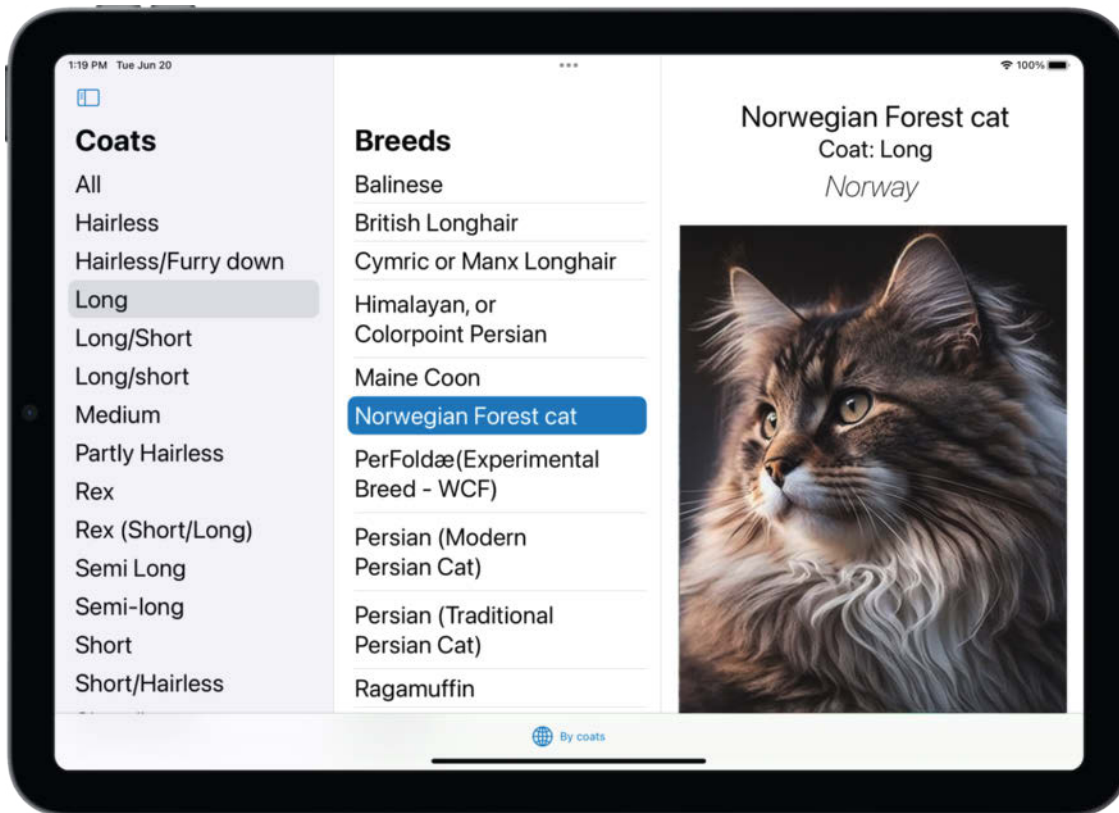 1:19 PM Tue Jun 20
100%
Coats
All
Hairless
Hairless/Furry down
Long
Long/Short
Long/short
Medium
Partly Hairless
Rex
Rex (Short/Long)
Semi Long
Semi-long
Short
Short/Hairless
Breeds
Balinese
British Longhair
Cymric or Manx Longhair
Himalayan, or
Colorpoint Persian
Maine Coon
Norwegian Forest cat
PerFoldæ(Experimental
Breed - WCF)
Persian (Modern
Persian Cat)
Persian (Traditional
Persian Cat)
Ragamuffin
Norwegian Forest cat
Coat: Long
Norway
By coats